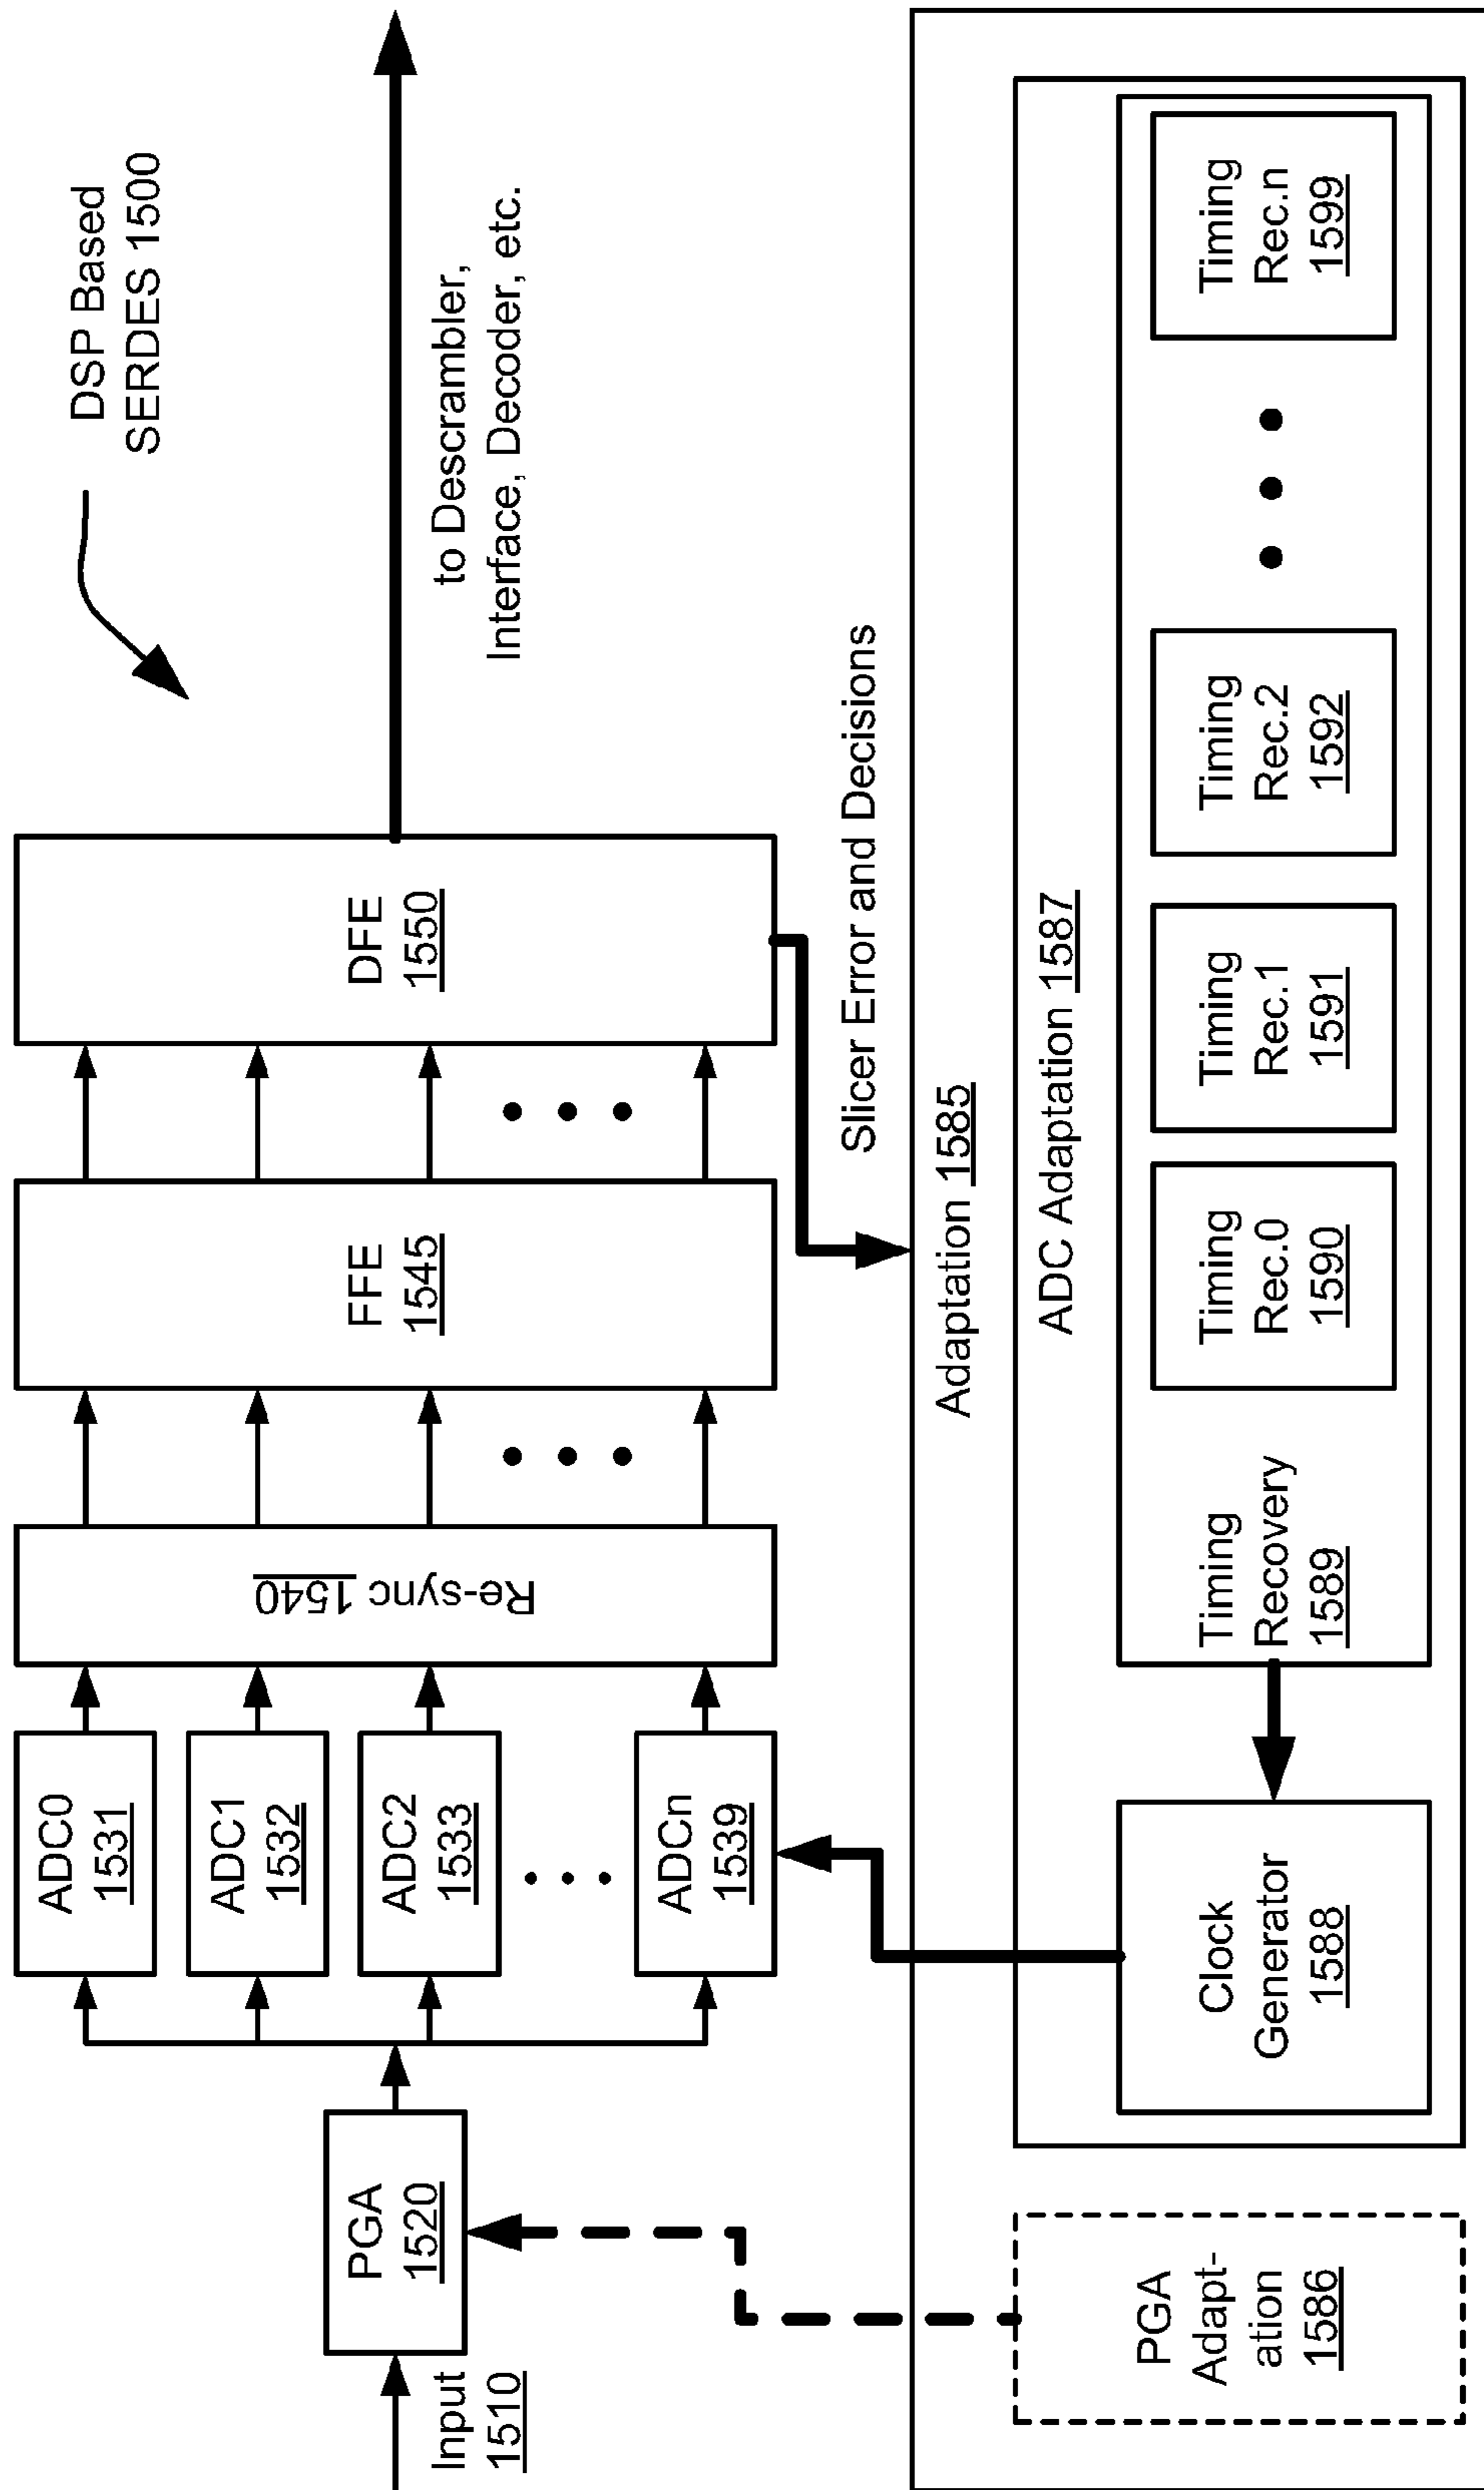 DSP Based
SERDES 1500
Input
1510
PGA
1520
ADC0
1531
ADC1
1532
ADC2
1533
ADCn
1539
Re-sync 1540
FFE
1545
DFE
1550
to Descrambler,
Interface, Decoder, etc.
Slicer Error and Decisions
Adaptation 1585
PGA
Adapt-
ation
1586
ADC Adaptation 1587
Clock
Generator
1588
Timing
Recovery
1589
Timing
Rec.0
1590
Timing
Rec.1
1591
Timing
Rec.2
1592
Timing
Rec.n
1599